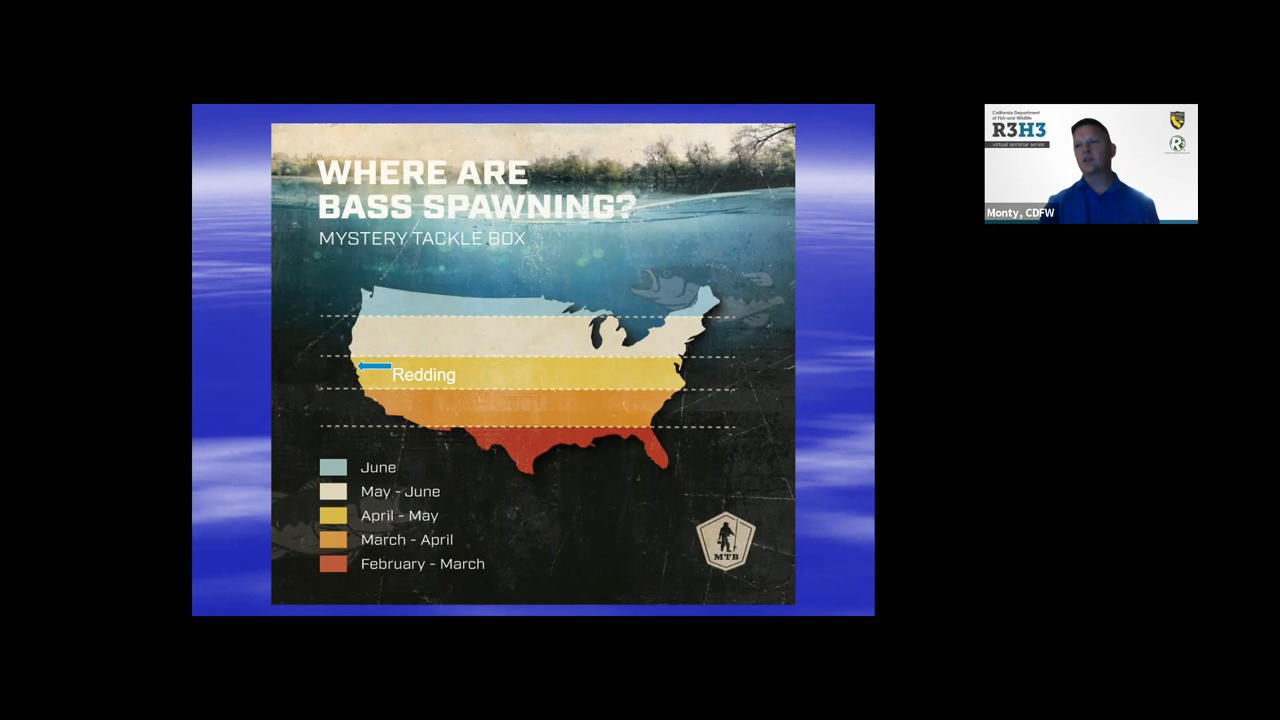 WHERE ARE
BASS SPAWNING?
MYSTERY TACKLE BOX
Redding
June
May - June
April - May
March - April
February - March
MTB
California Department
of Fish and Wildlife
R3H3
virtual seminar series
Monty, CDFW